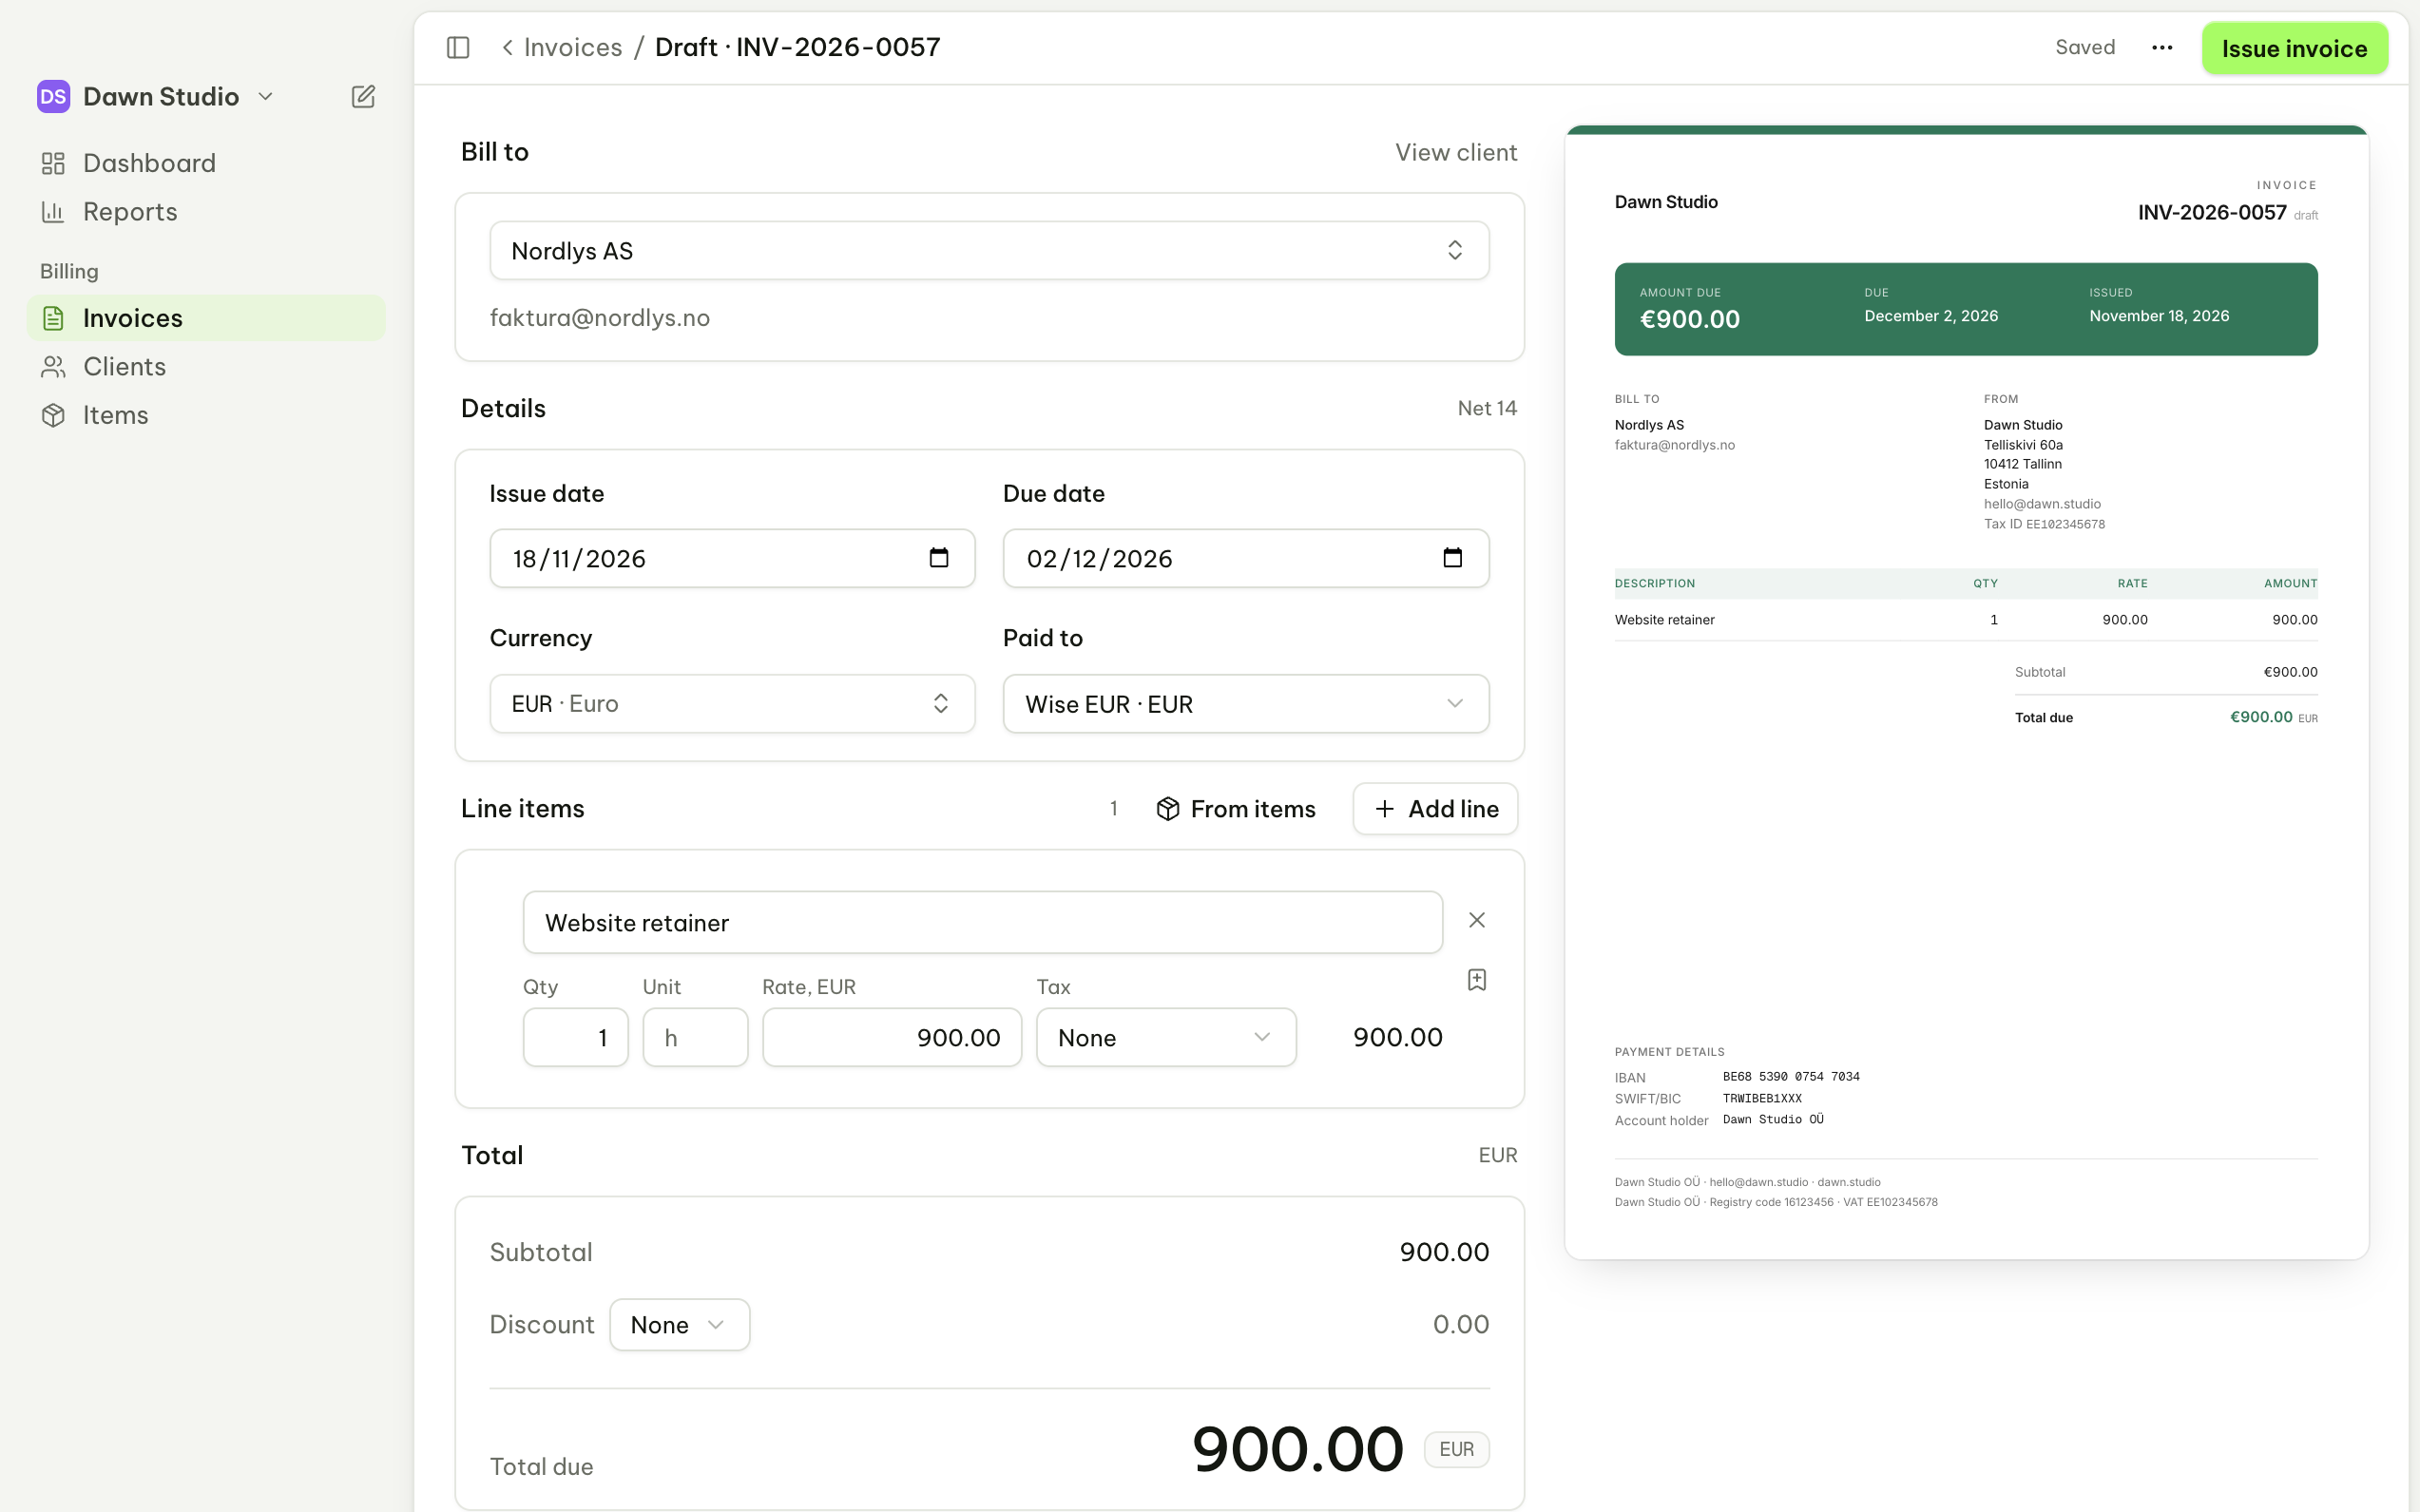 DS Dawn Studio
Dashboard
Reports
Billing
Invoices
Clients
Items
Invoices / Draft · INV-2026-0057
Saved
Issue invoice
Bill to
View client
Nordlys AS
faktura@nordlys.no
Details
Net 14
Issue date
Due date
18/11/2026
02/12/2026
Currency
Paid to
EUR · Euro
Wise EUR · EUR
Line items
1
From items
Add line
Website retainer
Qty
Unit
Rate, EUR
Tax
1
h
900.00
None
900.00
Total
EUR
Subtotal
900.00
Discount
None
0.00
Total due
900.00 EUR
Dawn Studio
INVOICE
INV-2026-0057 draft
AMOUNT DUE
DUE
ISSUED
€900.00
December 2, 2026
November 18, 2026
BILL TO
Nordlys AS
faktura@nordlys.no
FROM
Dawn Studio
Telliskivi 60a
10412 Tallinn
Estonia
hello@dawn.studio
Tax ID EE102345678
DESCRIPTION QTY RATE AMOUNT
Website retainer 1 900.00 900.00
Subtotal €900.00
Total due €900.00 EUR
PAYMENT DETAILS
IBAN BE68 5390 0754 7034
SWIFT/BIC TRWIBEB1XXX
Account holder Dawn Studio OÜ
Dawn Studio OÜ · hello@dawn.studio · dawn.studio
Dawn Studio OÜ · Registry code 16123456 · VAT EE102345678